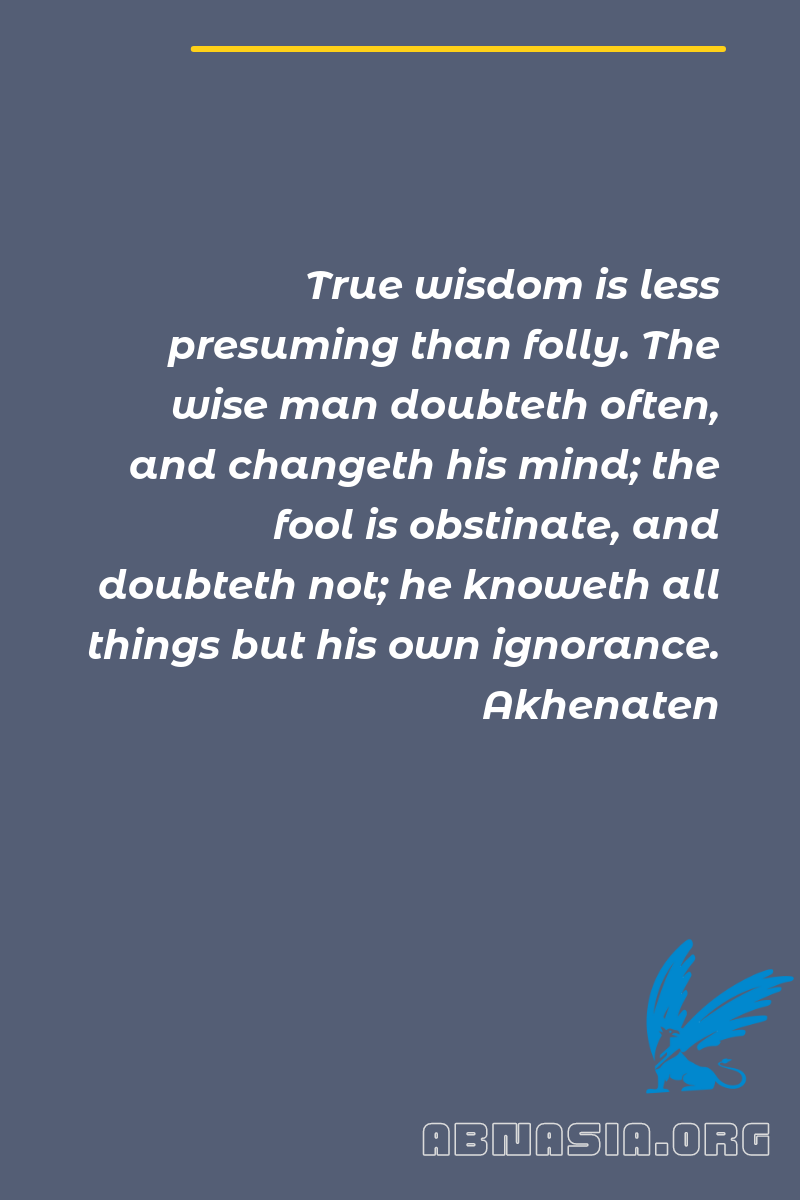 True wisdom is less
presuming than folly. The
wise man doubteth often,
and changeth his mind; the
fool is obstinate, and
doubteth not; he knoweth all
things but his own ignorance.
Akhenaten
ABNASIA.ORG